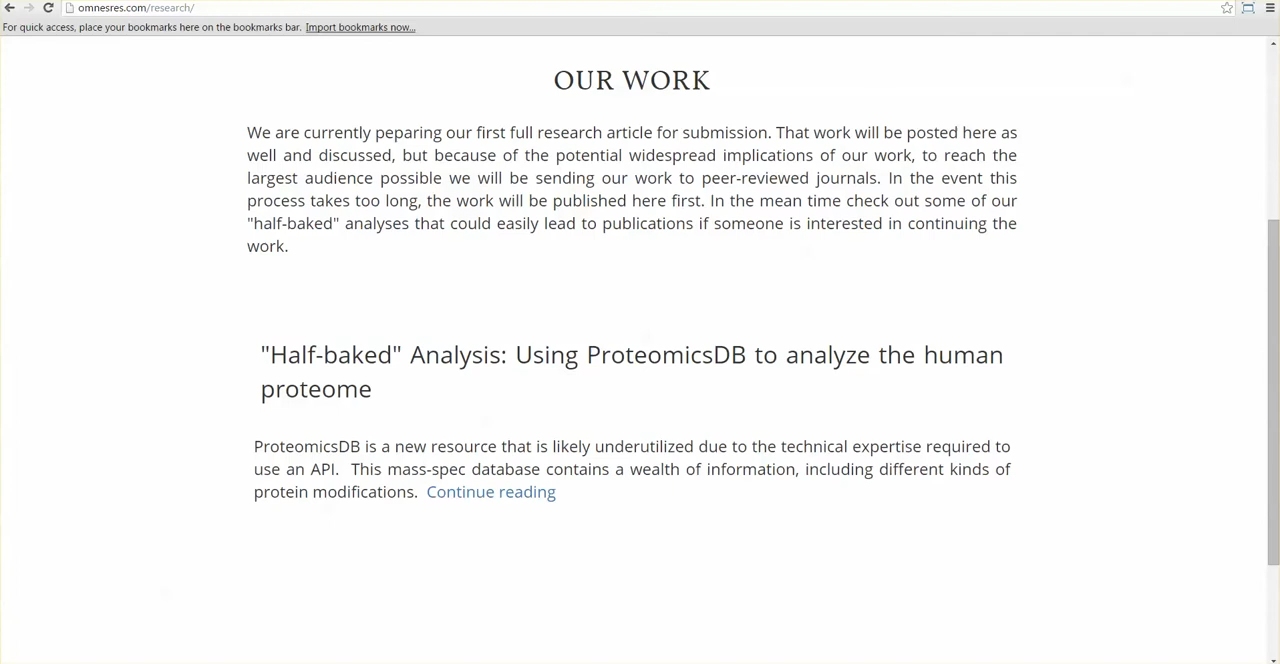 omnesres.com/research/
For quick access, place your bookmarks here on the bookmarks bar. Import bookmarks now...
OUR WORK
We are currently peparing our first full research article for submission. That work will be posted here as
well and discussed, but because of the potential widespread implications of our work, to reach the
largest audience possible we will be sending our work to peer-reviewed journals. In the event this
process takes too long, the work will be published here first. In the mean time check out some of our
"half-baked" analyses that could easily lead to publications if someone is interested in continuing the
work.
"Half-baked" Analysis: Using ProteomicsDB to analyze the human
proteome
ProteomicsDB is a new resource that is likely underutilized due to the technical expertise required to
use an API. This mass-spec database contains a wealth of information, including different kinds of
protein modifications. Continue reading